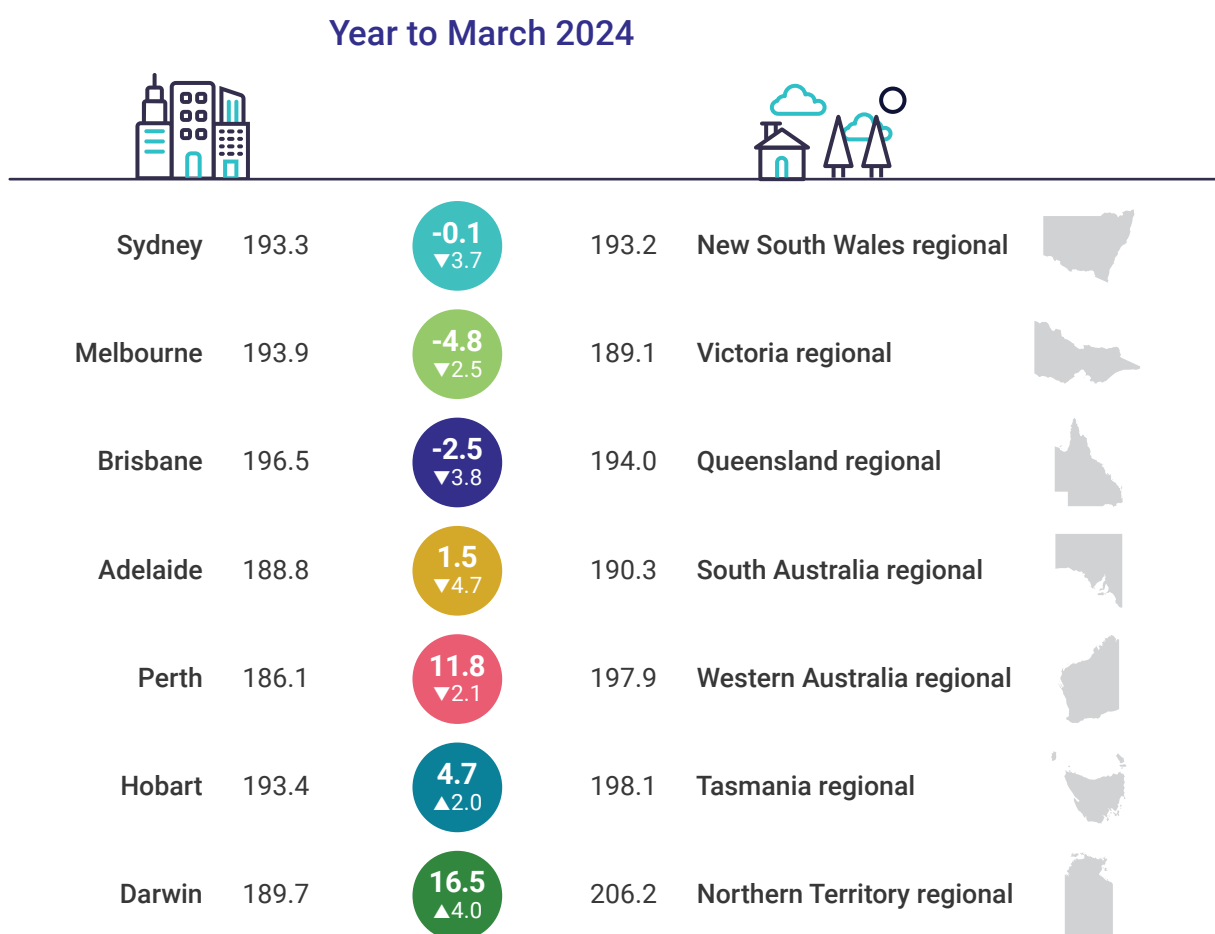 Year to March 2024
Sydney 193.3 -0.1 193.2 New South Wales regional
▼3.7
Melbourne 193.9 -4.8 189.1 Victoria regional
▼2.5
Brisbane 196.5 -2.5 194.0 Queensland regional
▼3.8
Adelaide 188.8 1.5 190.3 South Australia regional
▼4.7
Perth 186.1 11.8 197.9 Western Australia regional
▼2.1
Hobart 193.4 4.7 198.1 Tasmania regional
▲2.0
Darwin 189.7 16.5 206.2 Northern Territory regional
▲4.0